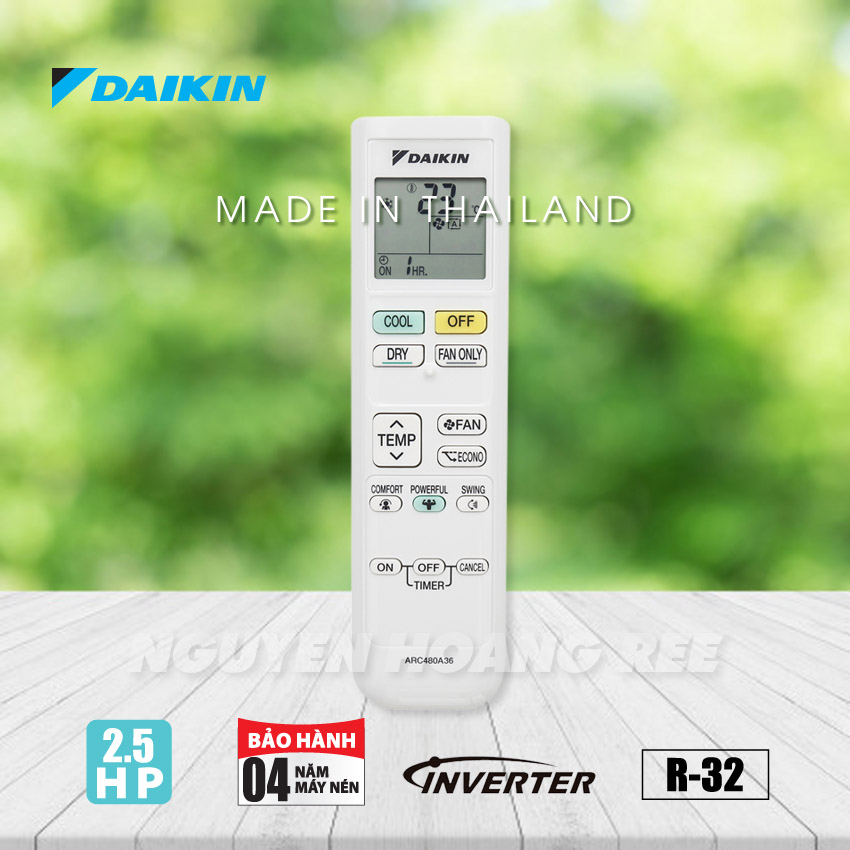 DAIKIN
DAIKIN
MADE IN THAILAND
A
ON 1HR.
COOL OFF
DRY FAN ONLY
TEMP FAN
ECONO
COMFORT POWERFUL SWING
ON OFF CANCEL
TIMER
NGUYEN HOANG REE
ARC480A36
2.5
HP
BẢO HÀNH
04 NĂM
MÁY NÉN
INVERTER
R-32